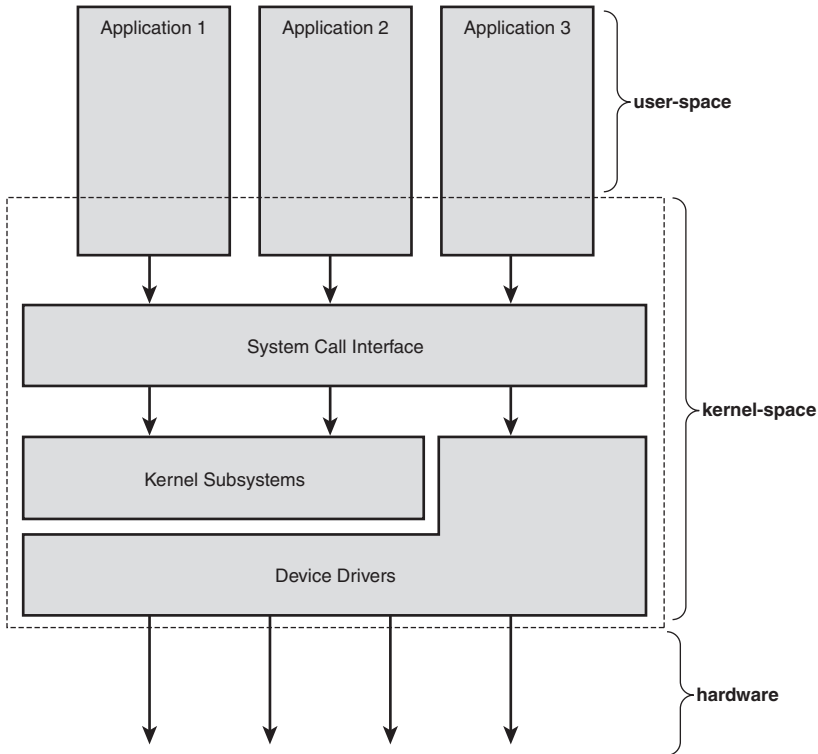 Application 1
Application 2
Application 3
user-space
System Call Interface
kernel-space
Kernel Subsystems
Device Drivers
hardware